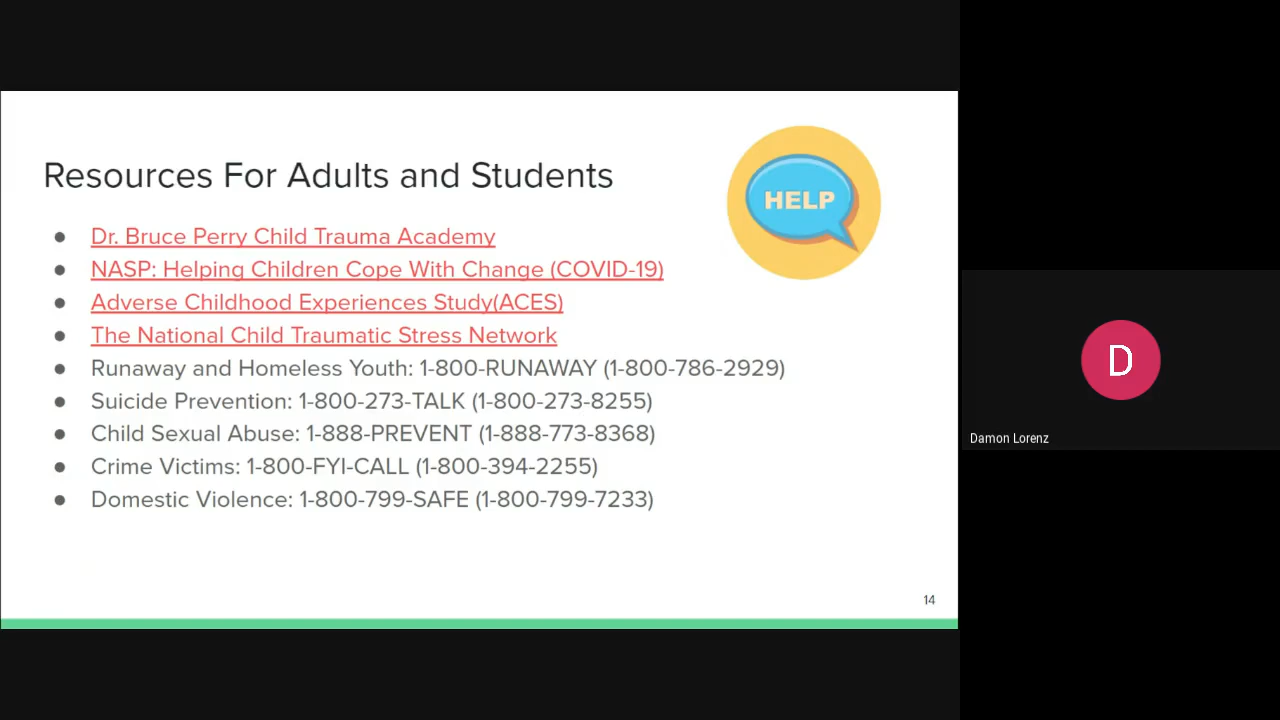 Resources For Adults and Students
HELP
● Dr. Bruce Perry Child Trauma Academy
● NASP: Helping Children Cope With Change (COVID-19)
● Adverse Childhood Experiences Study(ACES)
● The National Child Traumatic Stress Network
● Runaway and Homeless Youth: 1-800-RUNAWAY (1-800-786-2929)
● Suicide Prevention: 1-800-273-TALK (1-800-273-8255)
● Child Sexual Abuse: 1-888-PREVENT (1-888-773-8368)
● Crime Victims: 1-800-FYI-CALL (1-800-394-2255)
● Domestic Violence: 1-800-799-SAFE (1-800-799-7233)
14
D
Damon Lorenz